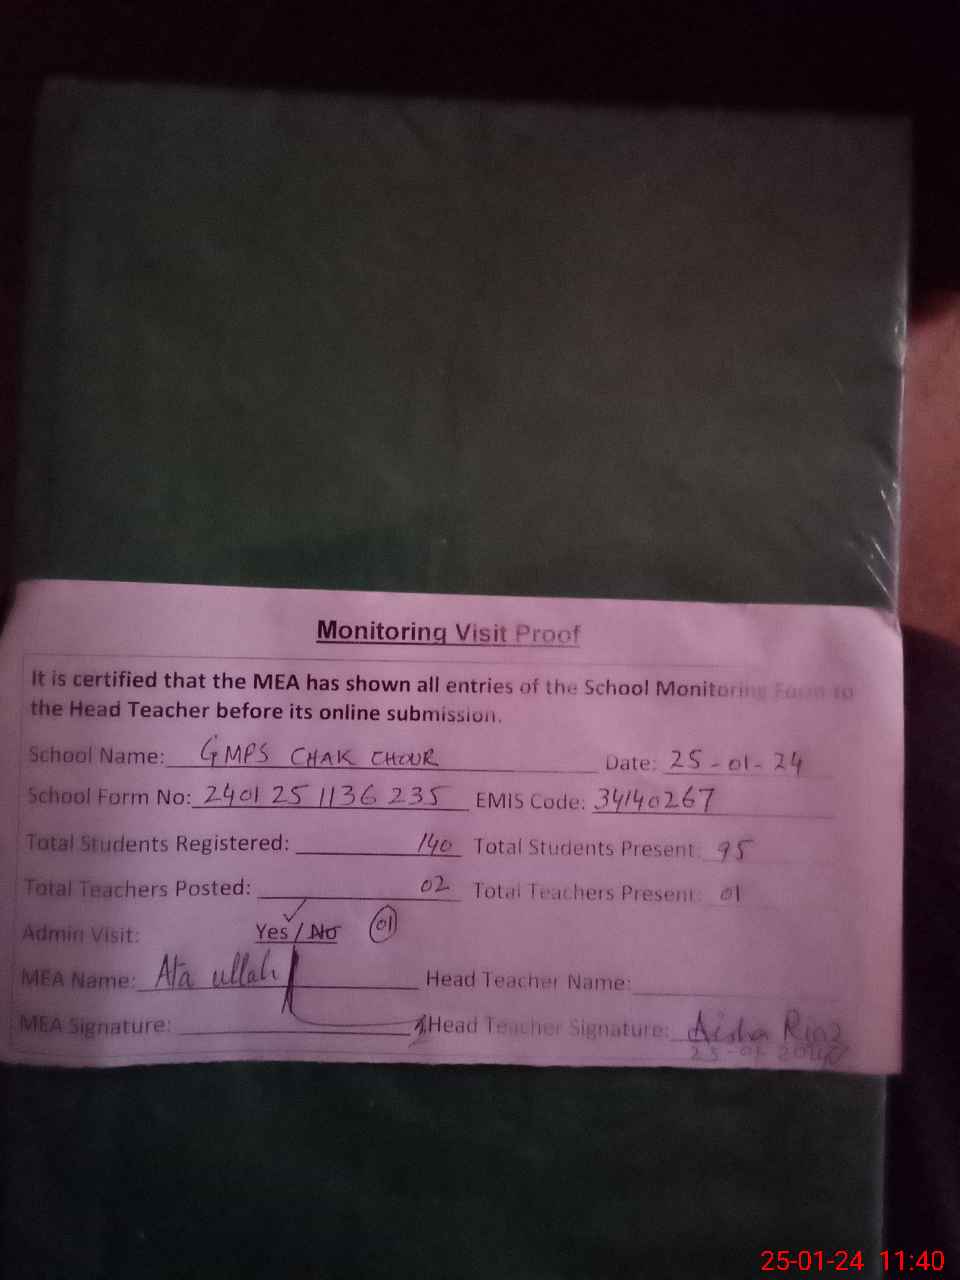 Monitoring Visit Proof
It is certified that the MEA has shown all entries of the School Monitoring Form to
the Head Teacher before its online submission.
School Name: GMPS CHAK CHOUR Date: 25-01-24
School Form No: 2401251136235 EMIS Code: 34140267
Total Students Registered: 140 Total Students Present: 95
Total Teachers Posted: 02 Total Teachers Present: 01
Admin Visit: Yes / No 01
MEA Name: Ata ullah Head Teacher Name:
MEA Signature: Head Teacher Signature: Aisha Riaz
25-01-24 11:40